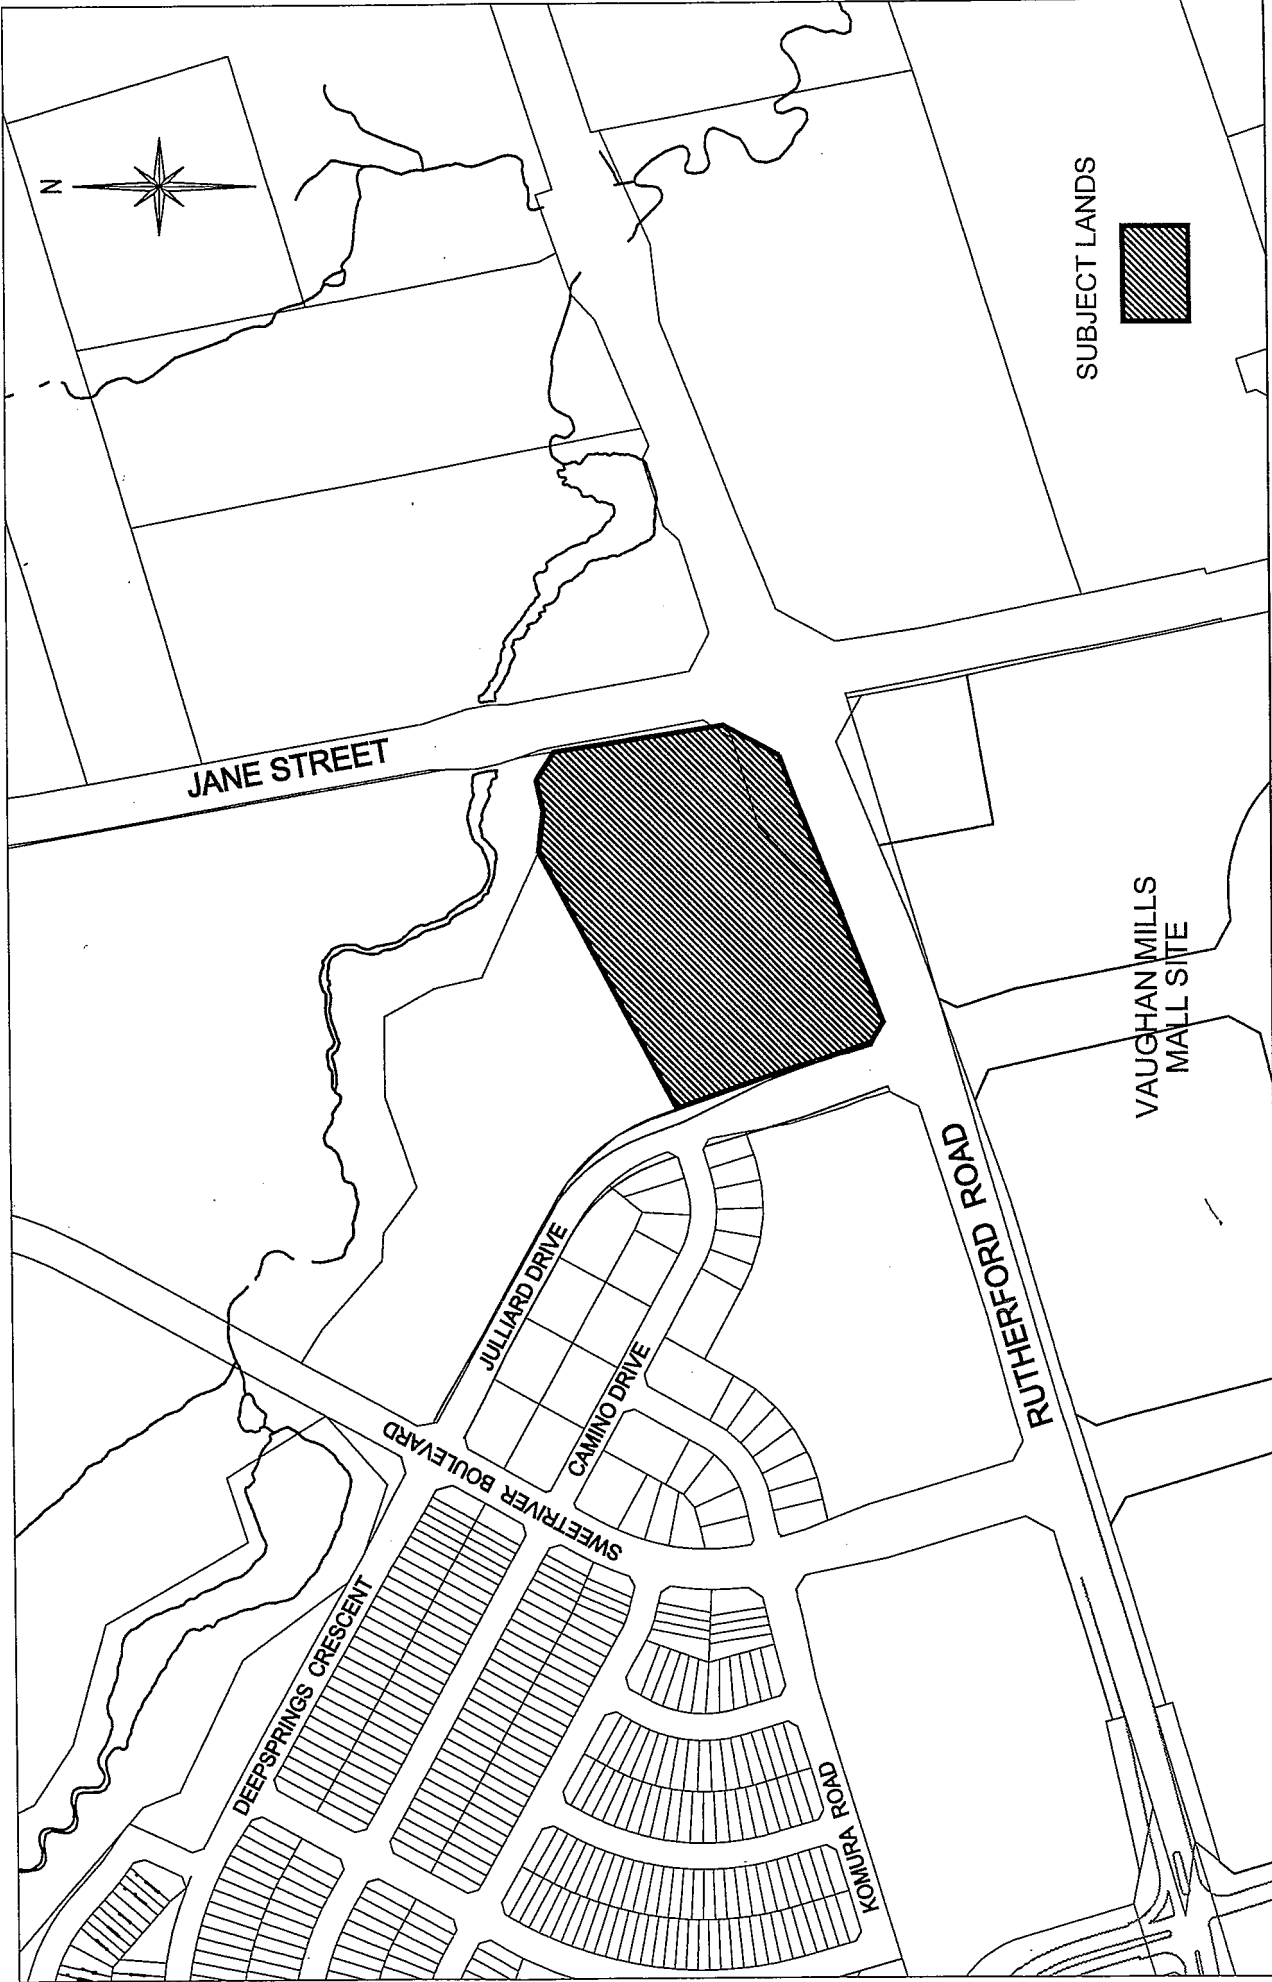 N
JANE STREET
SUBJECT LANDS
JULLIARD DRIVE
CAMINO DRIVE
SWEETRIVER BOULEVARD
DEEPSPRINGS CRESCENT
KOMURA ROAD
RUTHERFORD ROAD
VAUGHAN MILLS
MALL SITE